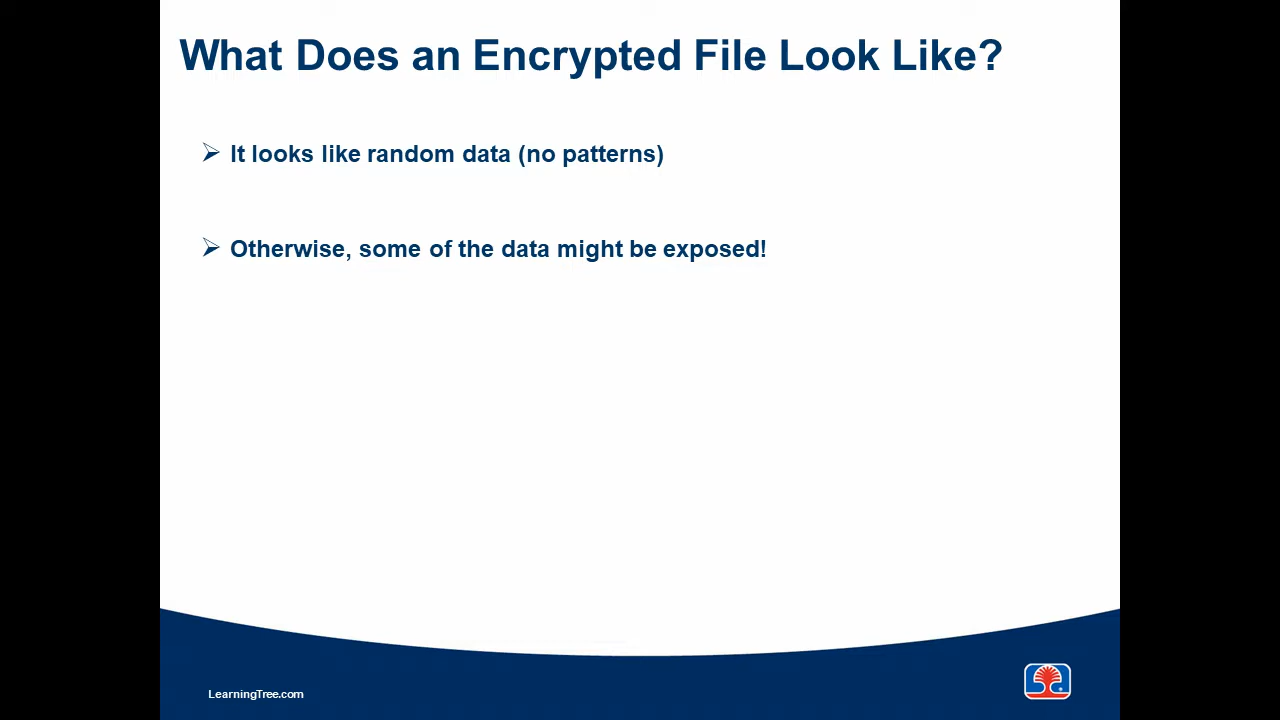 What Does an Encrypted File Look Like?
It looks like random data (no patterns)
Otherwise, some of the data might be exposed!
LearningTree.com